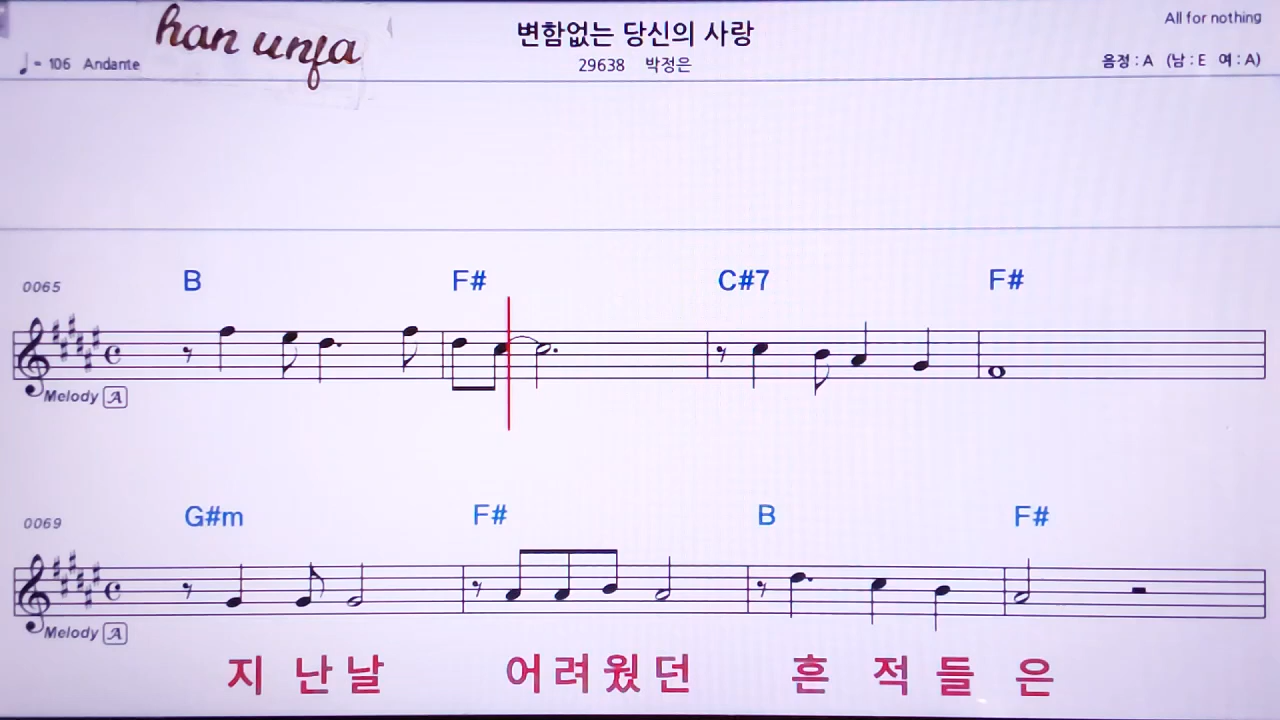 han unfa
변함없는 당신의 사랑
All for nothing
♩= 106 Andante
29638 박정은
음정 : A (남 : E 여 : A)
B F# C#7 F#
0065
Melody A
G#m F# B F#
0069
Melody A
지 난 날 어 려 웠 던 흔 적 들 은